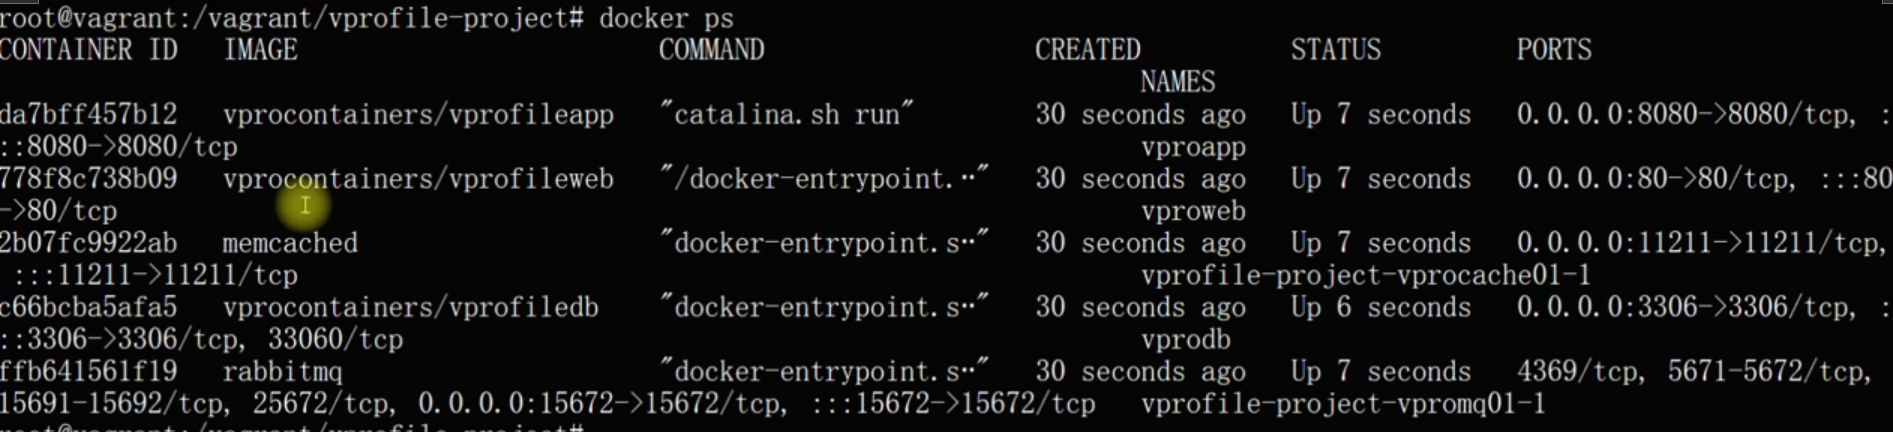 root@vagrant:/vagrant/vprofile-project# docker ps
CONTAINER ID   IMAGE                        COMMAND                  CREATED          STATUS         PORTS
NAMES
da7bff457b12   vprocontainers/vprofileapp   "catalina.sh run"        30 seconds ago   Up 7 seconds   0.0.0.0:8080->8080/tcp, :
::8080->8080/tcp                                                            vproapp
778f8c738b09   vprocontainers/vprofileweb   "/docker-entrypoint.…"   30 seconds ago   Up 7 seconds   0.0.0.0:80->80/tcp, :::80
->80/tcp                                                                    vproweb
2b07fc9922ab   memcached                    "docker-entrypoint.s…"   30 seconds ago   Up 7 seconds   0.0.0.0:11211->11211/tcp,
:::11211->11211/tcp                                                        vprofile-project-vprocache01-1
c66bcba5afa5   vprocontainers/vprofiledb    "docker-entrypoint.s…"   30 seconds ago   Up 6 seconds   0.0.0.0:3306->3306/tcp, :
::3306->3306/tcp, 33060/tcp                                                 vprodb
ffb641561f19   rabbitmq                     "docker-entrypoint.s…"   30 seconds ago   Up 7 seconds   4369/tcp, 5671-5672/tcp,
15691-15692/tcp, 25672/tcp, 0.0.0.0:15672->15672/tcp, :::15672->15672/tcp   vprofile-project-vpromq01-1
root@vagrant:/vagrant/vprofile-project#